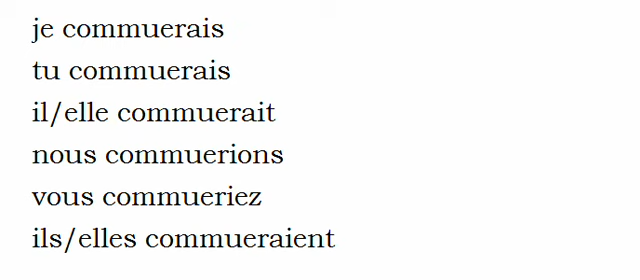 je commuerais
tu commuerais
il/elle commuerait
nous commuerions
vous commueriez
ils/elles commueraient